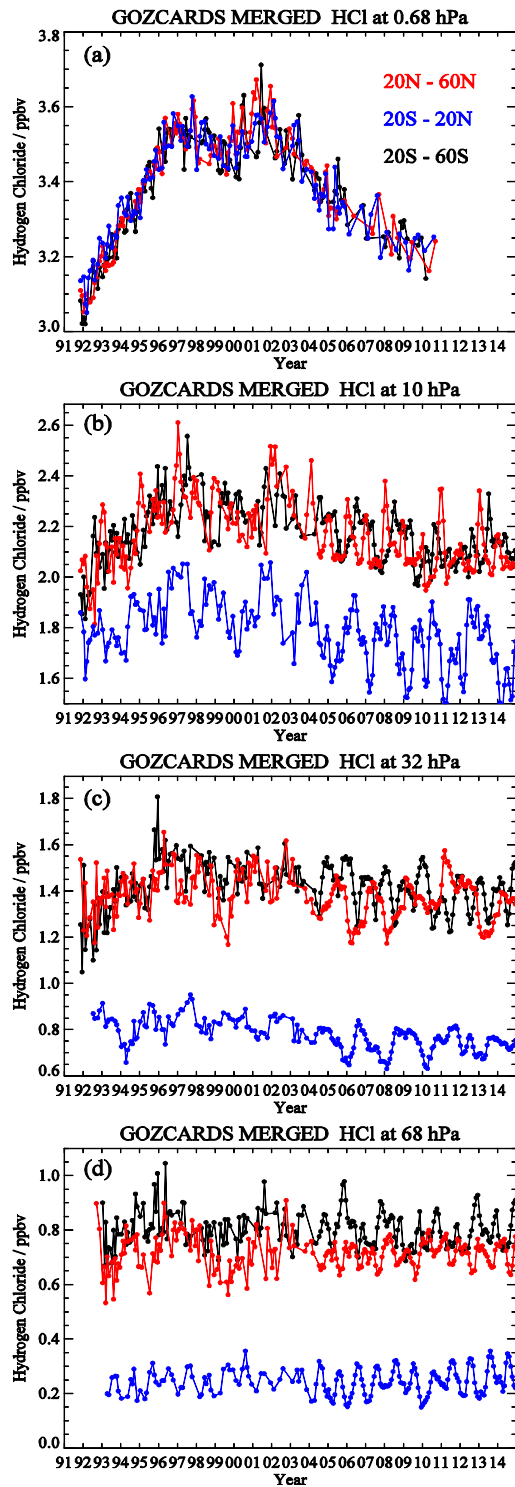 GOZCARDS MERGED HCl at 0.68 hPa
3.8
3.6
3.4
3.2
3.0
Hydrogen Chloride / ppbv
(a)
20N - 60N
20S - 20N
20S - 60S
91 92 93 94 95 96 97 98 99 00 01 02 03 04 05 06 07 08 09 10 11 12 13 14
Year
GOZCARDS MERGED HCl at 10 hPa
2.6
2.4
2.2
2.0
1.8
1.6
Hydrogen Chloride / ppbv
(b)
91 92 93 94 95 96 97 98 99 00 01 02 03 04 05 06 07 08 09 10 11 12 13 14
Year
GOZCARDS MERGED HCl at 32 hPa
1.8
1.6
1.4
1.2
1.0
0.8
0.6
Hydrogen Chloride / ppbv
(c)
91 92 93 94 95 96 97 98 99 00 01 02 03 04 05 06 07 08 09 10 11 12 13 14
Year
GOZCARDS MERGED HCl at 68 hPa
1.0
0.8
0.6
0.4
0.2
0.0
Hydrogen Chloride / ppbv
(d)
91 92 93 94 95 96 97 98 99 00 01 02 03 04 05 06 07 08 09 10 11 12 13 14
Year